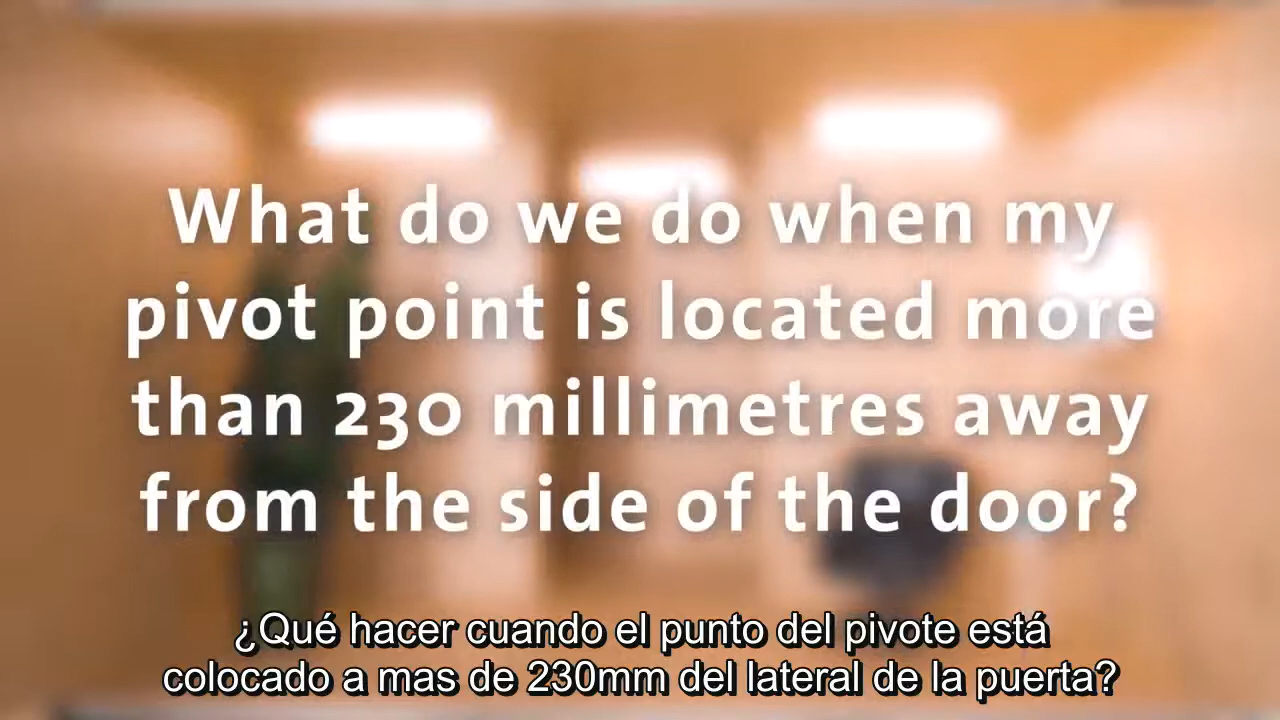 What do we do when my
pivot point is located more
than 230 millimetres away
from the side of the door?
¿Qué hacer cuando el punto del pivote está
colocado a mas de 230mm del lateral de la puerta?